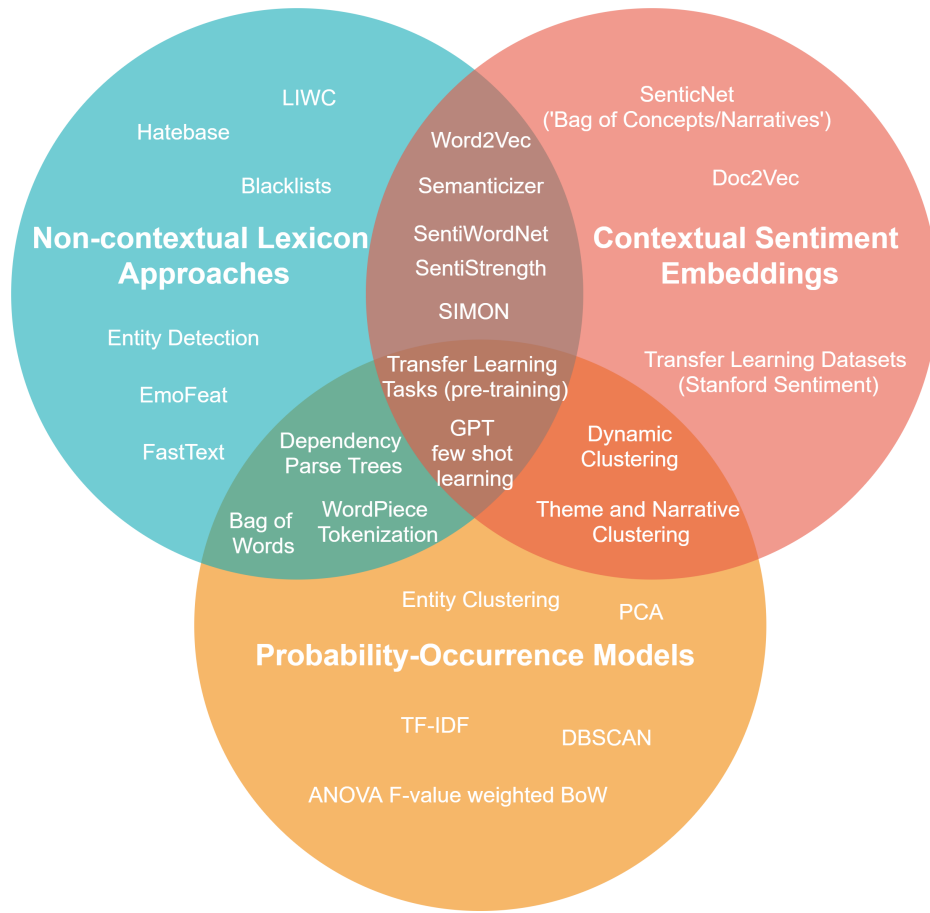 LIWC
Hatebase
Blacklists
Non-contextual Lexicon
Approaches
Entity Detection
EmoFeat
FastText
Word2Vec
Semanticizer
SentiWordNet
SentiStrength
SIMON
SenticNet
('Bag of Concepts/Narratives')
Doc2Vec
Contextual Sentiment
Embeddings
Transfer Learning Datasets
(Stanford Sentiment)
Transfer Learning
Tasks (pre-training)
GPT
few shot
learning
Dependency
Parse Trees
Bag of
Words
WordPiece
Tokenization
Dynamic
Clustering
Theme and Narrative
Clustering
Entity Clustering
PCA
Probability-Occurrence Models
TF-IDF
DBSCAN
ANOVA F-value weighted BoW